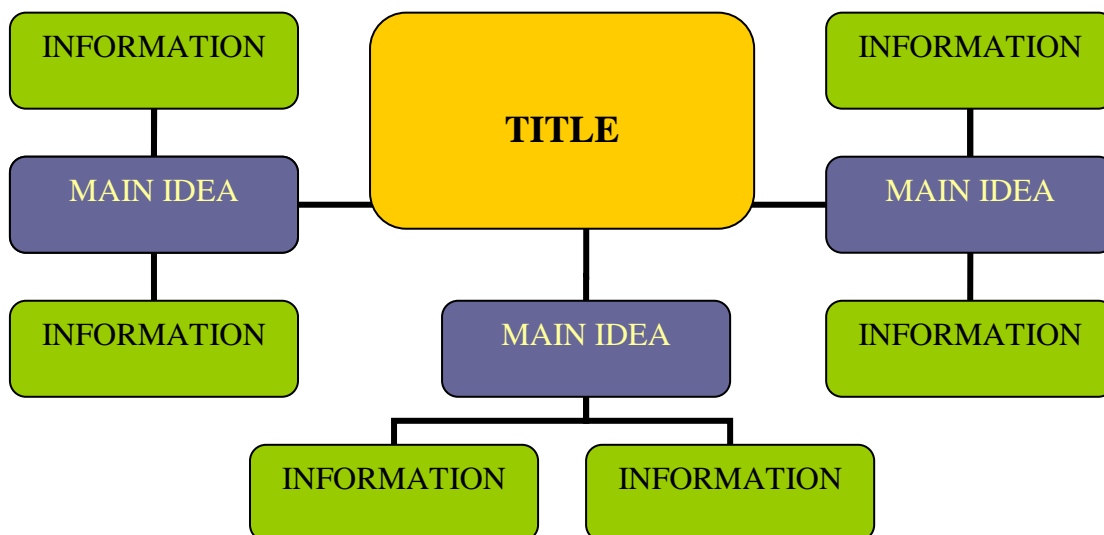 INFORMATION
INFORMATION
TITLE
MAIN IDEA
MAIN IDEA
INFORMATION
MAIN IDEA
INFORMATION
INFORMATION
INFORMATION